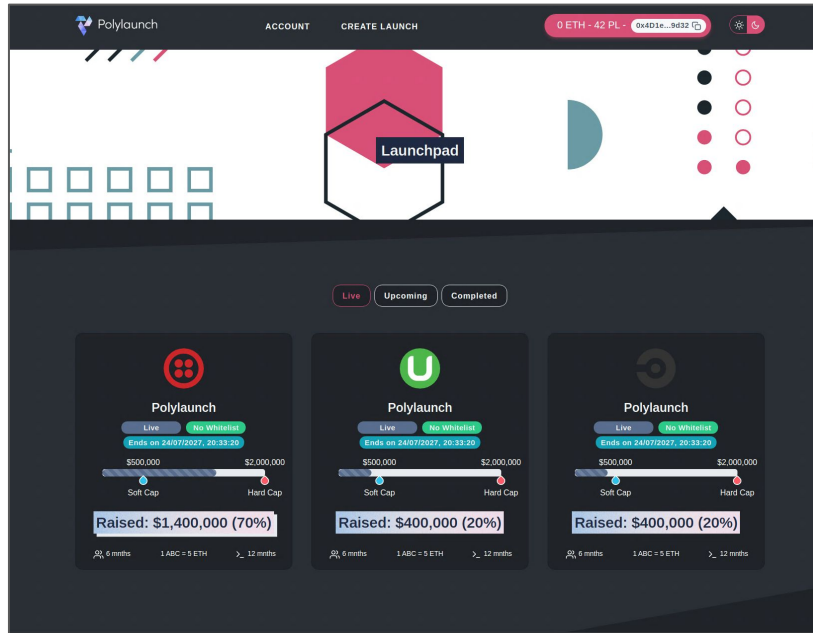 Polylaunch
ACCOUNT
CREATE LAUNCH
0 ETH - 42 PL - 0x4D1e...9d32
Launchpad
Live
Upcoming
Completed
Polylaunch
Live
No Whitelist
Ends on 24/07/2027, 20:33:20
$500,000
$2,000,000
Soft Cap
Hard Cap
Raised: $1,400,000 (70%)
6 mnths
1 ABC = 5 ETH
12 mnths
Polylaunch
Live
No Whitelist
Ends on 24/07/2027, 20:33:20
$500,000
$2,000,000
Soft Cap
Hard Cap
Raised: $400,000 (20%)
6 mnths
1 ABC = 5 ETH
12 mnths
Polylaunch
Live
No Whitelist
Ends on 24/07/2027, 20:33:20
$500,000
$2,000,000
Soft Cap
Hard Cap
Raised: $400,000 (20%)
6 mnths
1 ABC = 5 ETH
12 mnths